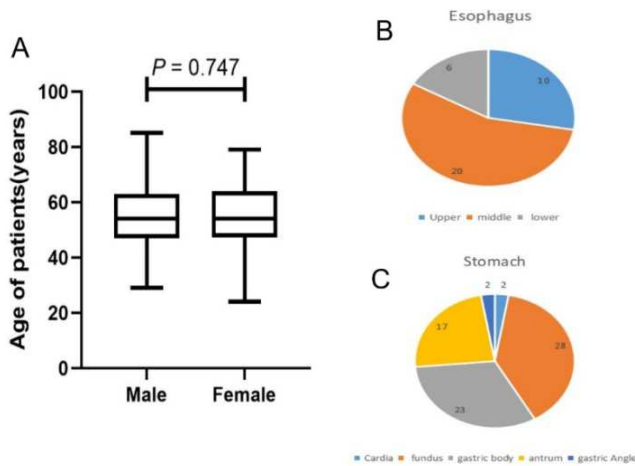 A
P = 0.747
Age of patients(years)
100
80
60
40
20
0
Male
Female
B
Esophagus
6
10
20
Upper middle lower
C
Stomach
2 2
17
28
23
Cardia fundus gastric body antrum gastric Angle